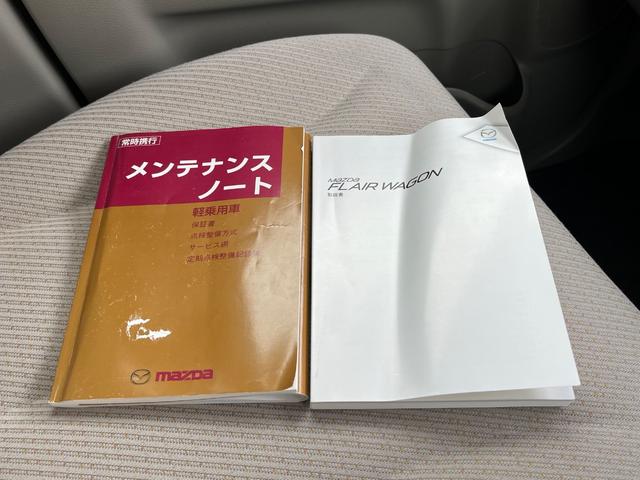 常時携行
メンテナンス
ノート
軽乗用車
保証書
点検整備方式
サービス網
定期点検整備記録簿
mazda
mazda
FLAIR WAGON
取扱書